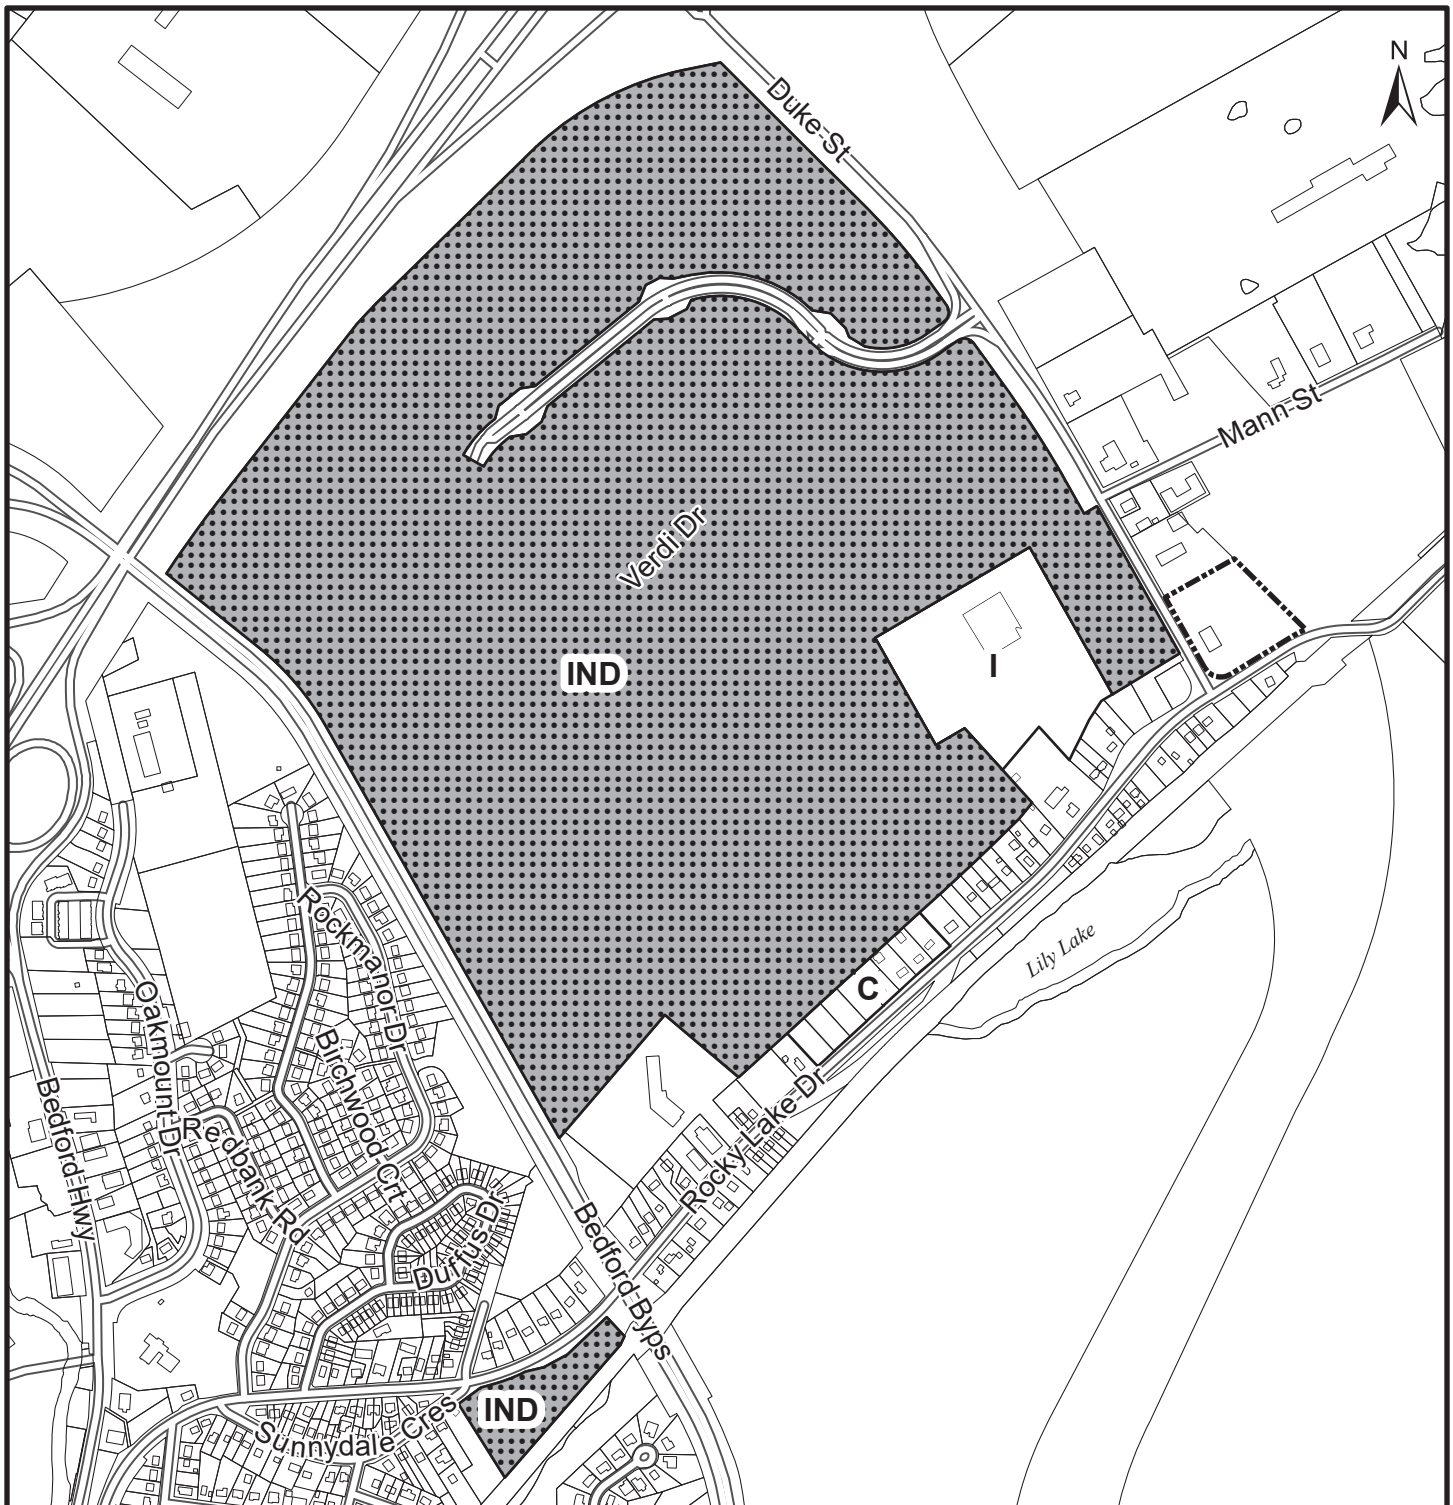 N
Duke St
Mann St
Verdi Dr
IND
I
Rockmanor Dr
Lily Lake
C
Oakmount Dr
Birchwood Crt
Bedford Hwy
Redbank Rd
Rocky Lake Dr
Duffus Dr
Bedford Byps
IND
Sunnydale Cres